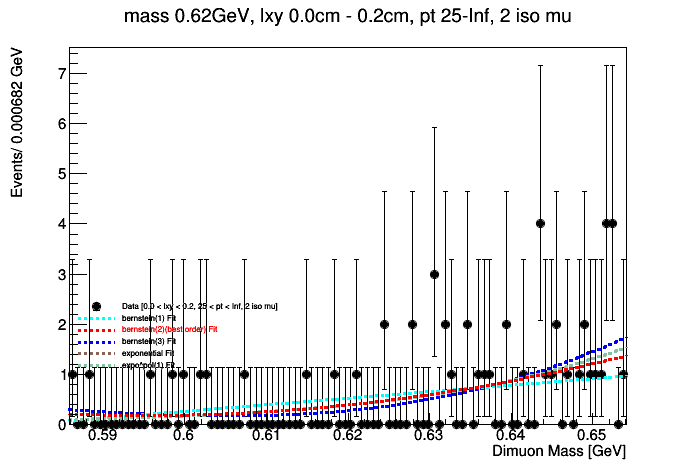 mass 0.62GeV, lxy 0.0cm - 0.2cm, pt 25-Inf, 2 iso mu
Events/ 0.000682 GeV
7
6
5
4
3
2
1
0
Data [0.0 < lxy < 0.2, 25 < pt < Inf, 2 iso mu]
bernstein(1) Fit
bernstein(2)(best order) Fit
bernstein(3) Fit
exponential Fit
expo*pol(1) Fit
0.59 0.6 0.61 0.62 0.63 0.64 0.65
Dimuon Mass [GeV]